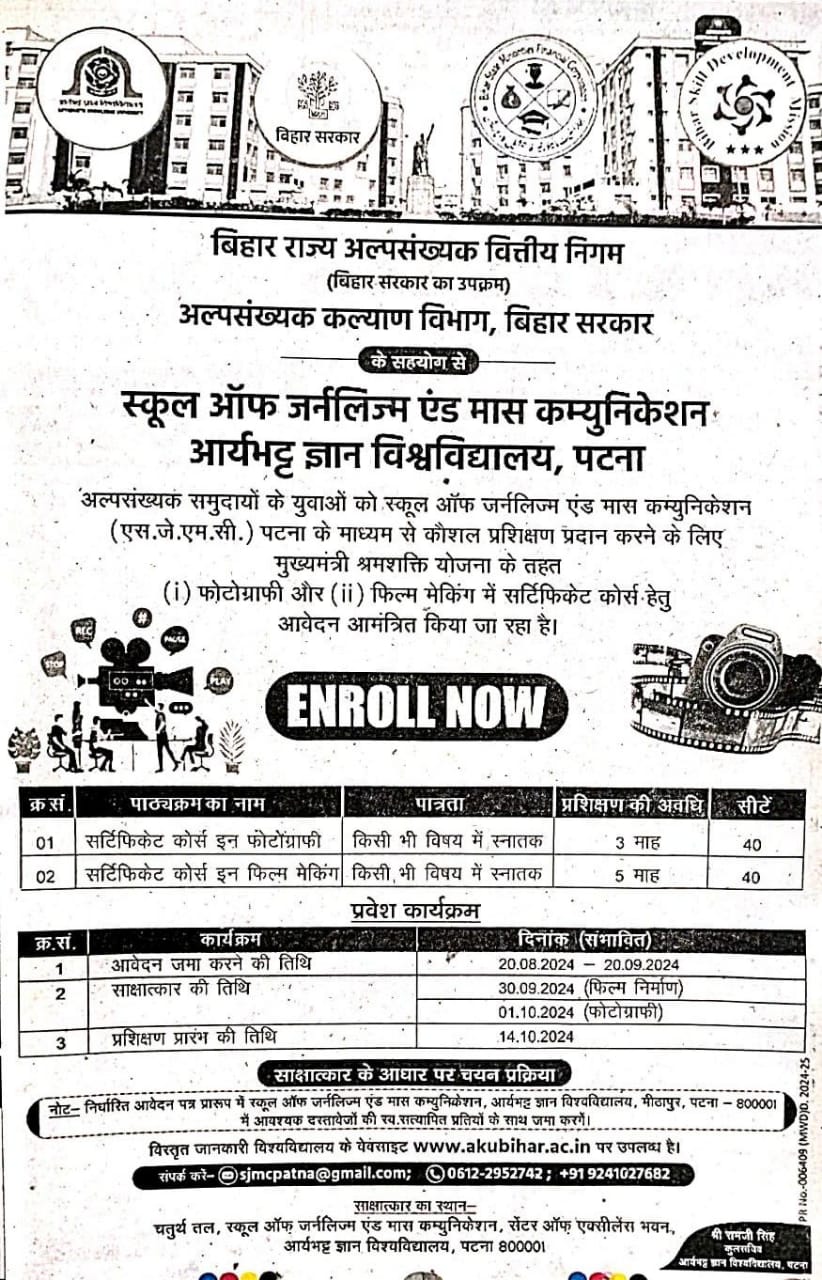 बिहार सरकार
Bihar State Minorities Financial Corporation
Bihar Skill Development Mission
बिहार राज्य अल्पसंख्यक वित्तीय निगम
(बिहार सरकार का उपक्रम)
अल्पसंख्यक कल्याण विभाग, बिहार सरकार
के सहयोग से
स्कूल ऑफ जर्नलिज्म एंड मास कम्युनिकेशन
आर्यभट्ट ज्ञान विश्वविद्यालय, पटना
अल्पसंख्यक समुदायों के युवाओं को स्कूल ऑफ जर्नलिज्म एंड मास कम्युनिकेशन
(एस.जे.एम.सी.) पटना के माध्यम से कौशल प्रशिक्षण प्रदान करने के लिए
मुख्यमंत्री श्रमशक्ति योजना के तहत
(i) फोटोग्राफी और (ii) फिल्म मेकिंग में सर्टिफिकेट कोर्स हेतु
आवेदन आमंत्रित किया जा रहा है।
#
REC
PAUSE
STOP
PLAY
ENROLL NOW
क्र.सं. पाठ्यक्रम का नाम पात्रता प्रशिक्षण की अवधि सीटें
01 सर्टिफिकेट कोर्स इन फोटोंग्राफी किसी भी विषय में स्नातक 3 माह 40
02 सर्टिफिकेट कोर्स इन फिल्म मेकिंग किसी भी विषय में स्नातक 5 माह 40
प्रवेश कार्यक्रम
क्र.सं. कार्यक्रम दिनांक (संभावित)
1 आवेदन जमा करने की तिथि 20.08.2024 – 20.09.2024
2 साक्षात्कार की तिथि 30.09.2024 (फिल्म निर्माण)
01.10.2024 (फोटोग्राफी)
3 प्रशिक्षण प्रारंभ की तिथि 14.10.2024
साक्षात्कार के आधार पर चयन प्रक्रिया
नोट– निर्धारित आवेदन पत्र प्रारूप में स्कूल ऑफ जर्नलिज्म एंड मास कम्युनिकेशन, आर्यभट्ट ज्ञान विश्वविद्यालय, मीठापुर, पटना – 800001
में आवश्यक दस्तावेजों की स्व.सत्यापित प्रतियों के साथ जमा करगें।
विस्तृत जानकारी विश्वविद्यालय के वेवसाइट www.akubihar.ac.in पर उपलब्ध है।
संपर्क करे– sjmcpatna@gmail.com; 0612-2952742 ; +91 9241027682
साक्षात्कार का स्थान–
चतुर्थ तल, स्कूल ऑफ जर्नलिज्म एंड मास कम्युनिकेशन, सेंटर ऑफ एक्सीलेंस भवन,
आर्यभट्ट ज्ञान विश्वविद्यालय, पटना 800001
श्री रामजी सिंह
कुलसचिव
आर्यभट्ट ज्ञान विश्वविद्यालय, पटना
PR No.-006409 (MWD)D. 2024-25